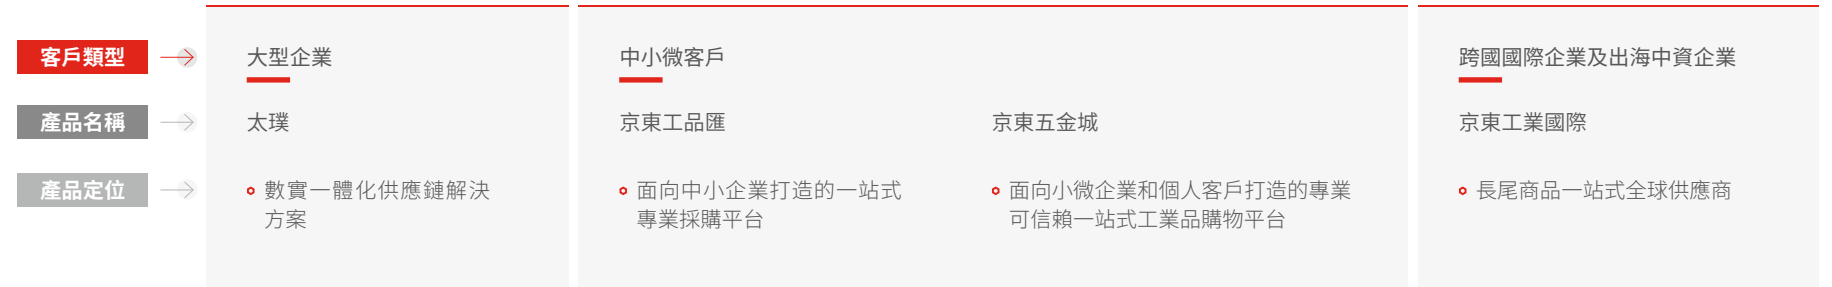 客戶類型
大型企業
中小微客戶
跨國國際企業及出海中資企業
產品名稱
太璞
京東工品匯
京東五金城
京東工業國際
產品定位
數實一體化供應鏈解決
方案
面向中小企業打造的一站式
專業採購平台
面向小微企業和個人客戶打造的專業
可信賴一站式工業品購物平台
長尾商品一站式全球供應商